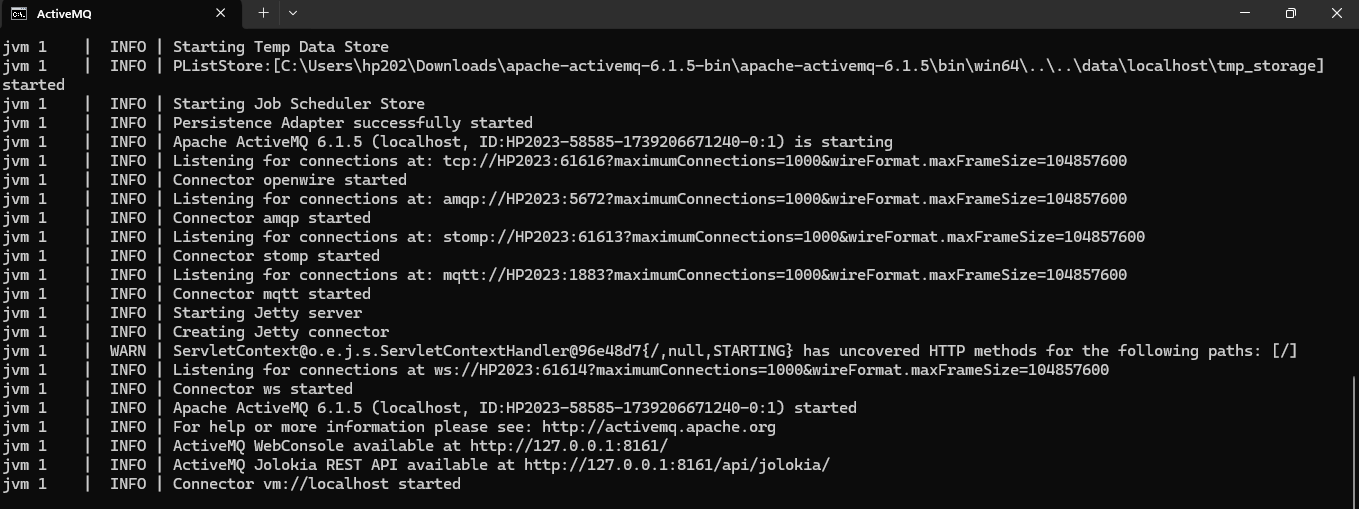 ActiveMQ
jvm 1    |  INFO | Starting Temp Data Store
jvm 1    |  INFO | PListStore:[C:\Users\hp202\Downloads\apache-activemq-6.1.5-bin\apache-activemq-6.1.5\bin\win64\..\..\data\localhost\tmp_storage]
started
jvm 1    |  INFO | Starting Job Scheduler Store
jvm 1    |  INFO | Persistence Adapter successfully started
jvm 1    |  INFO | Apache ActiveMQ 6.1.5 (localhost, ID:HP2023-58585-1739206671240-0:1) is starting
jvm 1    |  INFO | Listening for connections at: tcp://HP2023:61616?maximumConnections=1000&wireFormat.maxFrameSize=104857600
jvm 1    |  INFO | Connector openwire started
jvm 1    |  INFO | Listening for connections at: amqp://HP2023:5672?maximumConnections=1000&wireFormat.maxFrameSize=104857600
jvm 1    |  INFO | Connector amqp started
jvm 1    |  INFO | Listening for connections at: stomp://HP2023:61613?maximumConnections=1000&wireFormat.maxFrameSize=104857600
jvm 1    |  INFO | Connector stomp started
jvm 1    |  INFO | Listening for connections at: mqtt://HP2023:1883?maximumConnections=1000&wireFormat.maxFrameSize=104857600
jvm 1    |  INFO | Connector mqtt started
jvm 1    |  INFO | Starting Jetty server
jvm 1    |  INFO | Creating Jetty connector
jvm 1    |  WARN | ServletContext@o.e.j.s.ServletContextHandler@96e48d7{/,null,STARTING} has uncovered HTTP methods for the following paths: [/]
jvm 1    |  INFO | Listening for connections at ws://HP2023:61614?maximumConnections=1000&wireFormat.maxFrameSize=104857600
jvm 1    |  INFO | Connector ws started
jvm 1    |  INFO | Apache ActiveMQ 6.1.5 (localhost, ID:HP2023-58585-1739206671240-0:1) started
jvm 1    |  INFO | For help or more information please see: http://activemq.apache.org
jvm 1    |  INFO | ActiveMQ WebConsole available at http://127.0.0.1:8161/
jvm 1    |  INFO | ActiveMQ Jolokia REST API available at http://127.0.0.1:8161/api/jolokia/
jvm 1    |  INFO | Connector vm://localhost started